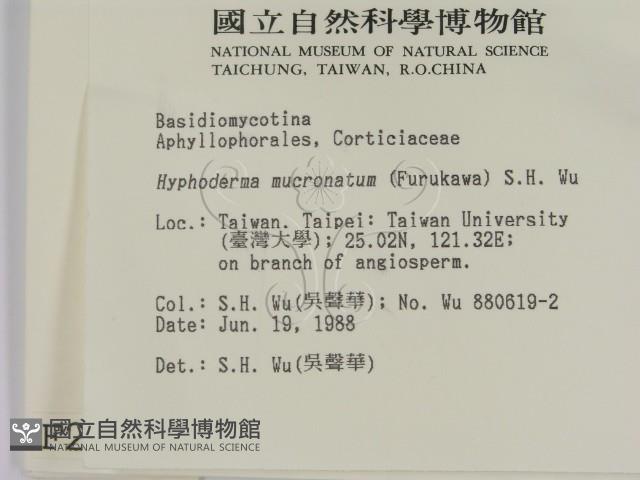 國立自然科學博物館
NATIONAL MUSEUM OF NATURAL SCIENCE
TAICHUNG, TAIWAN, R.O.CHINA
Basidiomycotina
Aphyllophorales, Corticiaceae
Hyphoderma mucronatum (Furukawa) S.H. Wu
Loc.: Taiwan. Taipei: Taiwan University
(臺灣大學); 25.02N, 121.32E;
on branch of angiosperm.
Col.: S.H. Wu(吳聲華); No. Wu 880619-2
Date: Jun. 19, 1988
Det.: S.H. Wu(吳聲華)
國立自然科學博物館
NATIONAL MUSEUM OF NATURAL SCIENCE